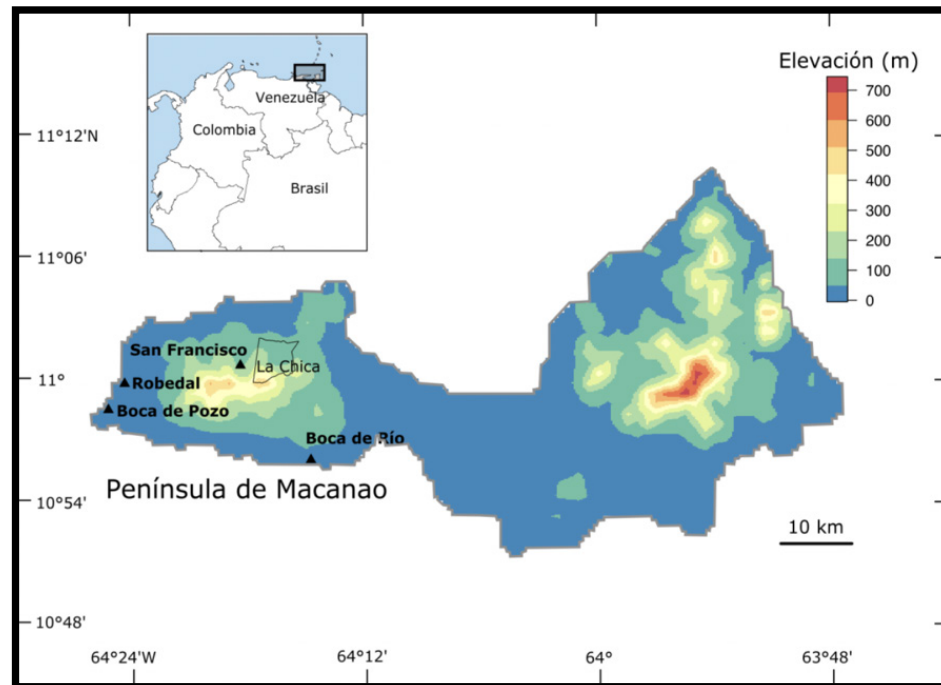 Venezuela
Colombia
Brasil
Elevación (m)
700
600
500
400
300
200
100
0
11°12'N
11°06'
11°
10°54'
10°48'
San Francisco
La Chica
Robedal
Boca de Pozo
Boca de Río
Península de Macanao
10 km
64°24'W
64°12'
64°
63°48'